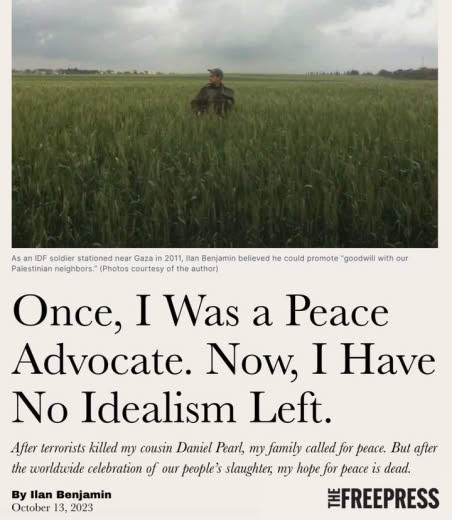 As an IDF soldier stationed near Gaza in 2011, Ilan Benjamin believed he could promote “goodwill with our
Palestinian neighbors.” (Photos courtesy of the author)
Once, I Was a Peace
Advocate. Now, I Have
No Idealism Left.
After terrorists killed my cousin Daniel Pearl, my family called for peace. But after
the worldwide celebration of our people’s slaughter, my hope for peace is dead.
By Ilan Benjamin
October 13, 2023
THE FREE PRESS